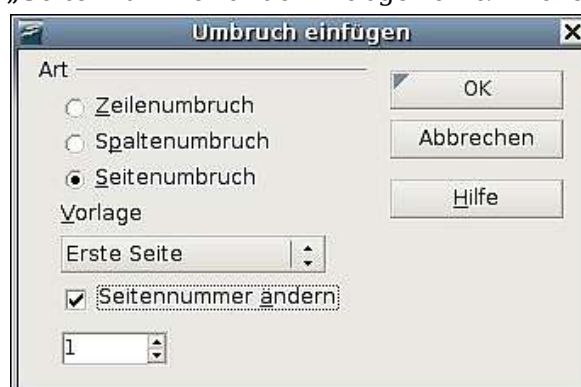 Umbruch einfügen
Art
Zeilenumbruch
Spaltenumbruch
Seitenumbruch
Vorlage
Erste Seite
Seitennummer ändern
1
OK
Abbrechen
Hilfe